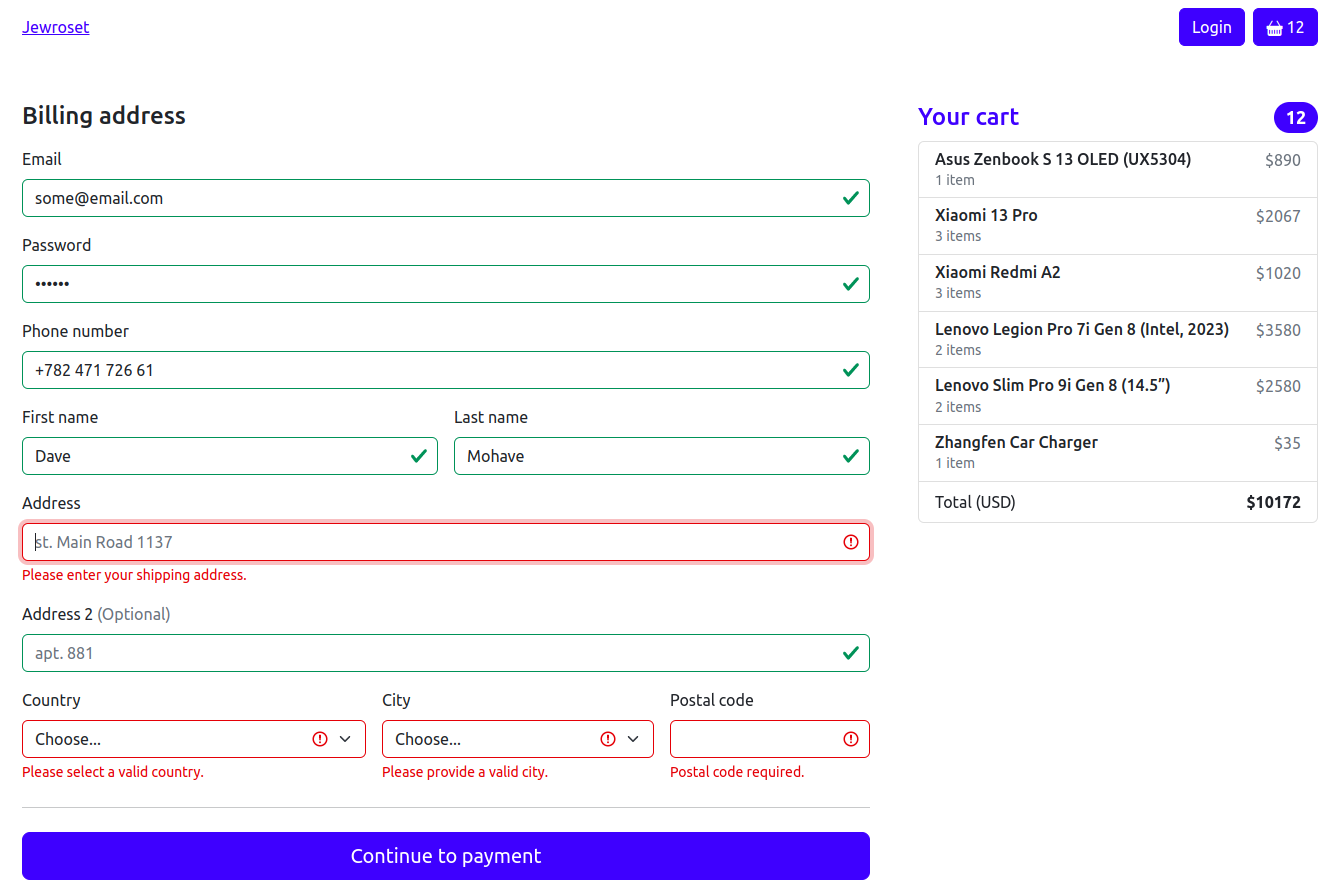 Jewroset
Login
12
Billing address
Email
some@email.com
Password
••••••
Phone number
+782 471 726 61
First name
Last name
Dave
Mohave
Address
st. Main Road 1137
Please enter your shipping address.
Address 2 (Optional)
apt. 881
Country
City
Postal code
Choose...
Choose...
Please select a valid country.
Please provide a valid city.
Postal code required.
Continue to payment
Your cart
12
Asus Zenbook S 13 OLED (UX5304)
$890
1 item
Xiaomi 13 Pro
$2067
3 items
Xiaomi Redmi A2
$1020
3 items
Lenovo Legion Pro 7i Gen 8 (Intel, 2023)
$3580
2 items
Lenovo Slim Pro 9i Gen 8 (14.5”)
$2580
2 items
Zhangfen Car Charger
$35
1 item
Total (USD)
$10172